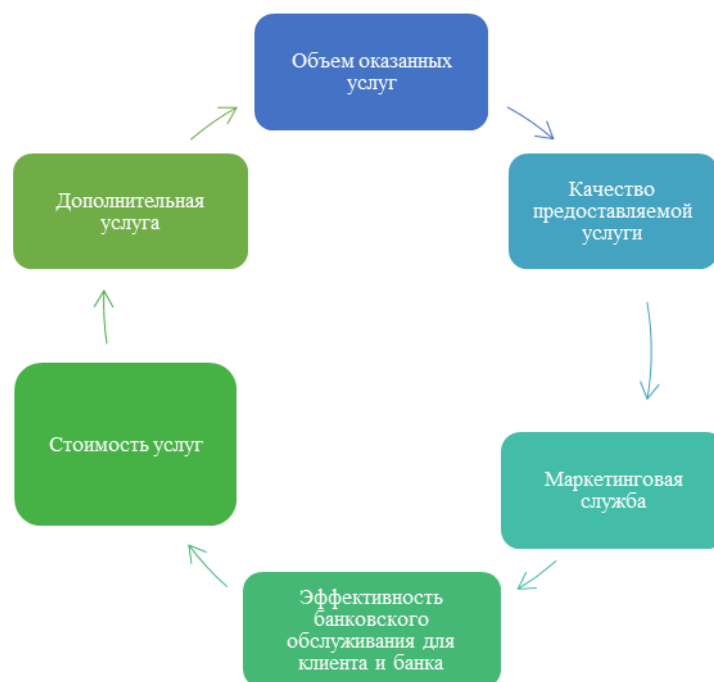 Объем оказанных
услуг
Качество
предоставляемой
услуги
Маркетинговая
служба
Эффективность
банковского
обслуживания для
клиента и банка
Стоимость услуг
Дополнительная
услуга